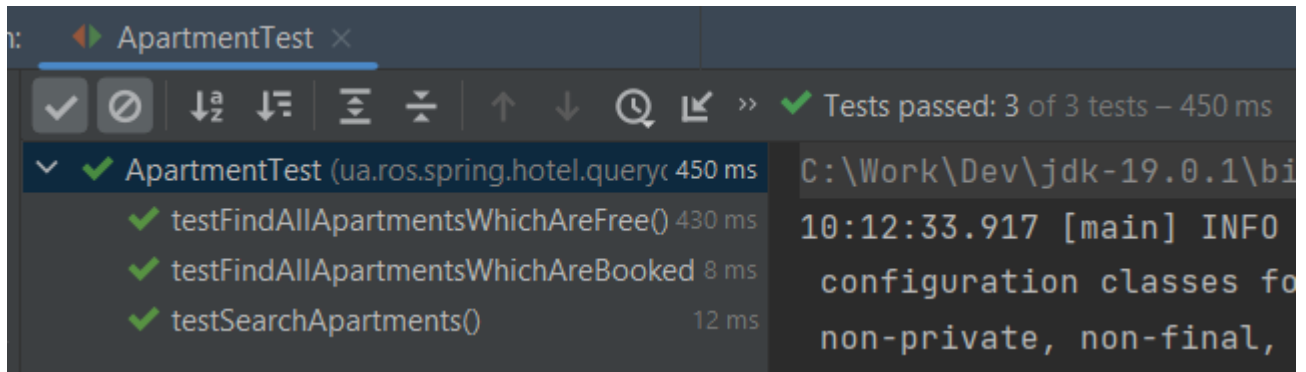 n:
ApartmentTest
Tests passed: 3 of 3 tests – 450 ms
ApartmentTest (ua.ros.spring.hotel.queryc 450 ms
testFindAllApartmentsWhichAreFree() 430 ms
testFindAllApartmentsWhichAreBooked 8 ms
testSearchApartments() 12 ms
C:\Work\Dev\jdk-19.0.1\bi
10:12:33.917 [main] INFO
configuration classes fo
non-private, non-final,